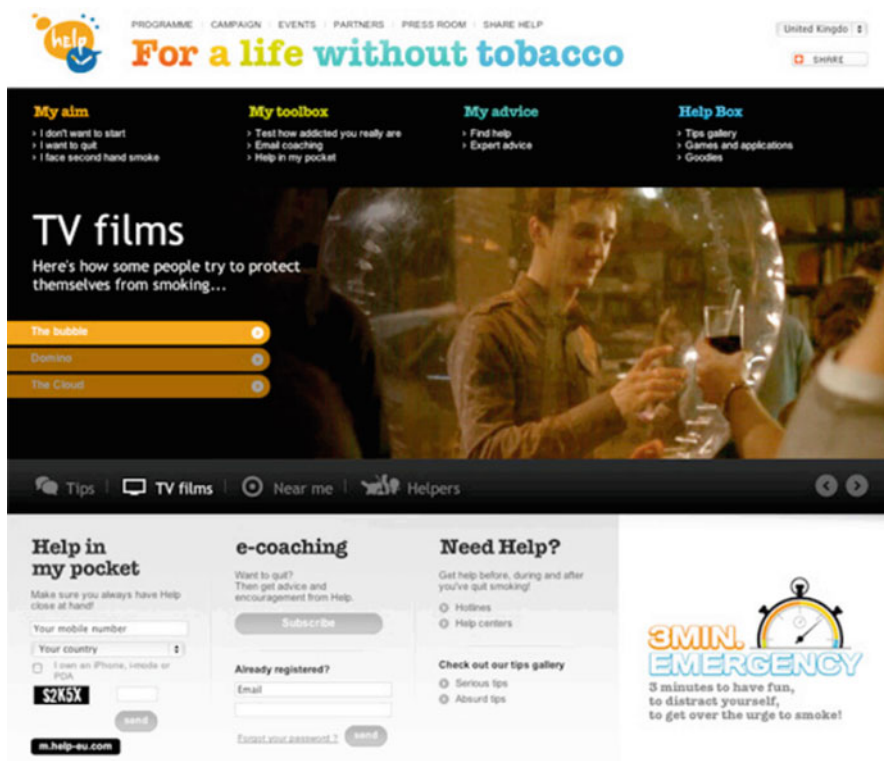 help
PROGRAMME CAMPAIGN EVENTS PARTNERS PRESS ROOM SHARE HELP
For a life without tobacco
United Kingdo
SHARE
My aim
> I don't want to start
> I want to quit
> I face second hand smoke
My toolbox
> Test how addicted you really are
> Email coaching
> Help in my pocket
My advice
> Find help
> Expert advice
Help Box
> Tips gallery
> Games and applications
> Goodies
TV films
Here's how some people try to protect
themselves from smoking...
The bubble
Domino
The Cloud
Tips
TV films
Near me
Helpers
Help in
my pocket
Make sure you always have Help
close at hand!
Your mobile number
Your country
I own an iPhone, i-mode or
PDA
S2K5X
send
m.help-eu.com
e-coaching
Want to quit?
Then get advice and
encouragement from Help.
Subscribe
Already registered?
Email
Forgot your password ?
send
Need Help?
Get help before, during and after
you've quit smoking!
Hotlines
Help centers
Check out our tips gallery
Serious tips
Absurd tips
3MIN.
EMERGENCY
3 minutes to have fun,
to distract yourself,
to get over the urge to smoke!